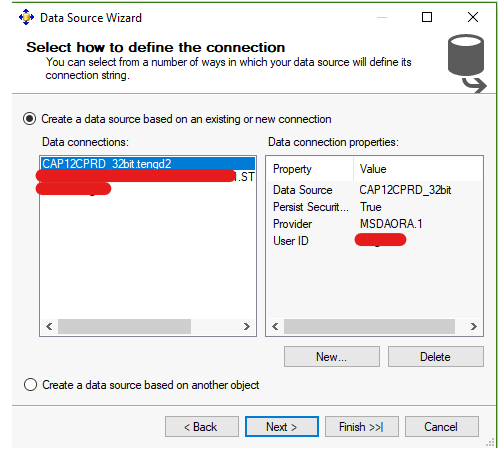 Data Source Wizard
Select how to define the connection
You can select from a number of ways in which your data source will define its
connection string.
Create a data source based on an existing or new connection
Data connections:
Data connection properties:
CAP12CPRD_32bit.tengd2
1.ST
Property Value
Data Source CAP12CPRD_32bit
Persist Securit... True
Provider MSDAORA.1
User ID
New... Delete
Create a data source based on another object
< Back Next > Finish >>| Cancel